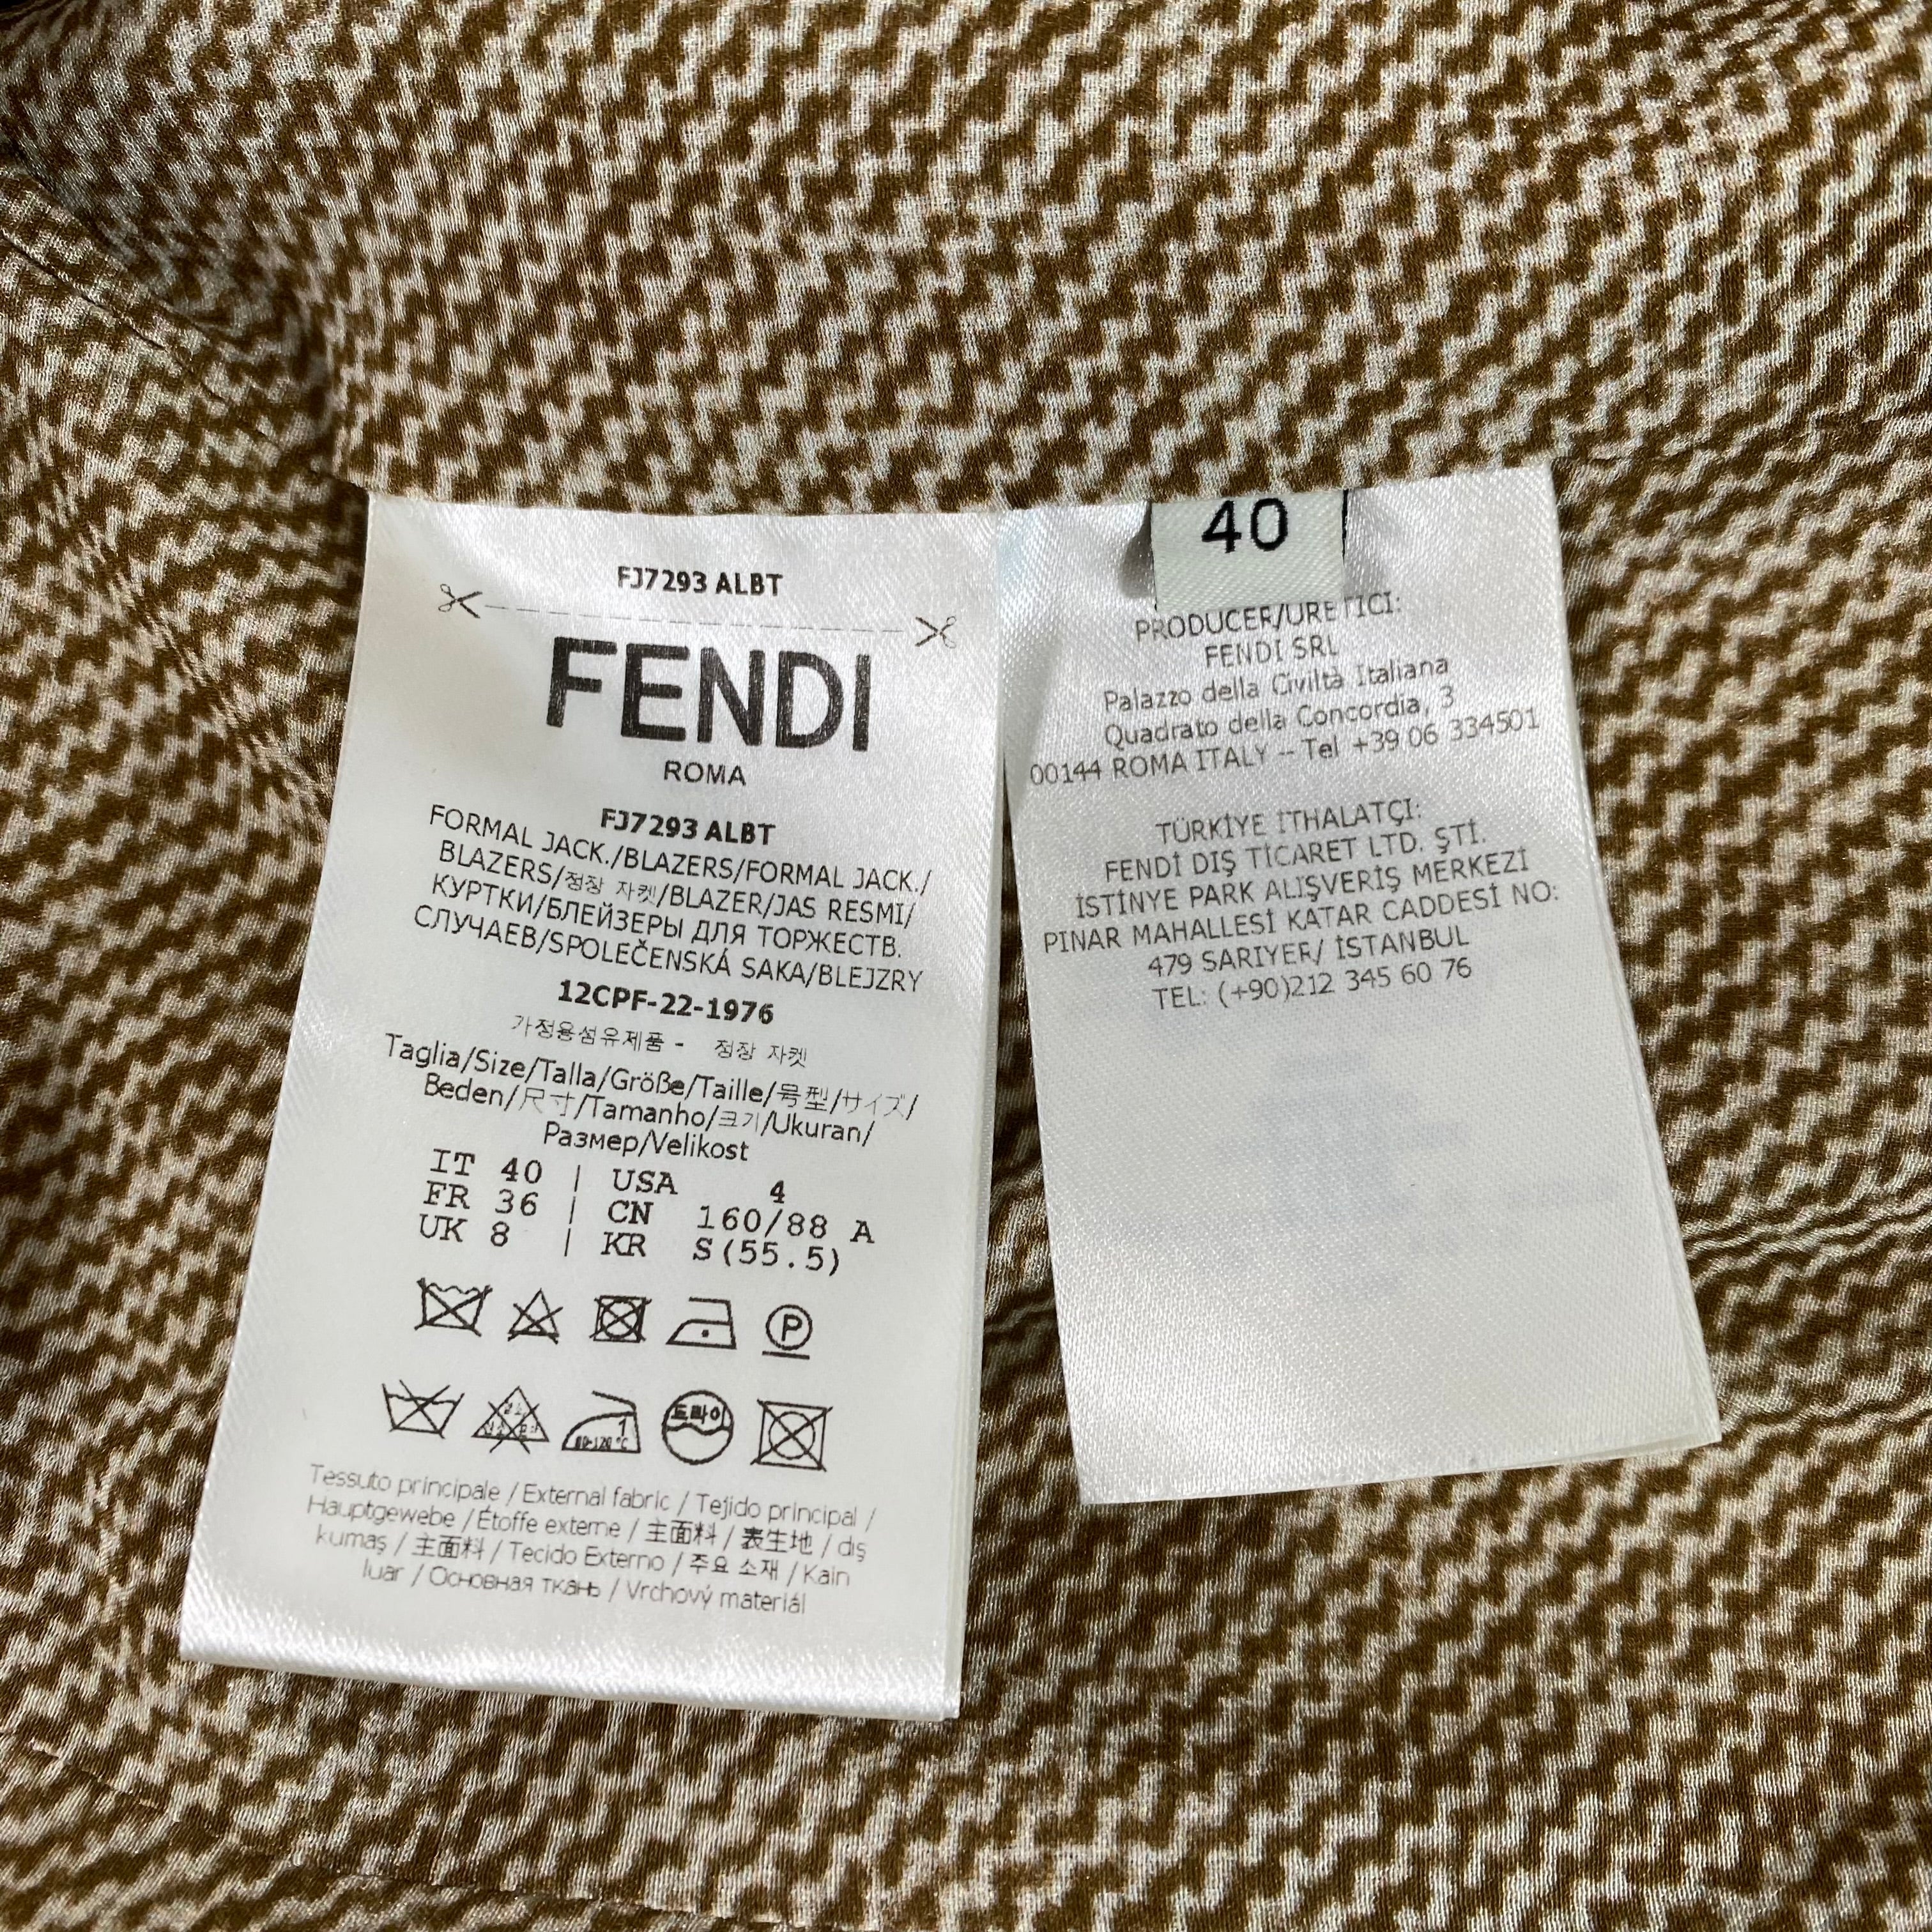 FJ7293 ALBT
FENDI
ROMA
FJ7293 ALBT
FORMAL JACK./BLAZERS/FORMAL JACK./
BLAZERS/정장 자켓/BLAZER/JAS RESMI/
КУРТКИ/БЛЕЙЗЕРЫ ДЛЯ ТОРЖЕСТВ.
СЛУЧАЕВ/SPOLEČENSKÁ SAKA/BLEJZRY
12CPF-22-1976
가정용섬유제품 - 정장 자켓
Taglia/Size/Talla/Größe/Taille/号型/サイズ/
Beden/尺寸/Tamanho/크기/Ukuran/
Размер/Velikost
IT 40 | USA 4
FR 36 | CN 160/88 A
UK 8 | KR S(55.5)
P
1 드라이
80-120°C
Tessuto principale / External fabric / Tejido principal /
Hauptgewebe / Étoffe externe / 主面料 / 表生地 / dış
kumaş / 主面料 / Tecido Externo / 주요 소재 / Kain
luar / Основная ткань / Vrchový materiál
40
PRODUCER/ÜRETİCİ:
FENDI SRL
Palazzo della Civiltà Italiana
Quadrato della Concordia, 3
00144 ROMA ITALY -- Tel +39 06 334501
TÜRKİYE İTHALATÇI:
FENDİ DIŞ TİCARET LTD. ŞTİ.
İSTİNYE PARK ALIŞVERİŞ MERKEZİ
PINAR MAHALLESİ KATAR CADDESİ NO:
479 SARIYER/ İSTANBUL
TEL: (+90)212 345 60 76